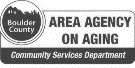 Boulder
County
AREA AGENCY
ON AGING
Community Services Department